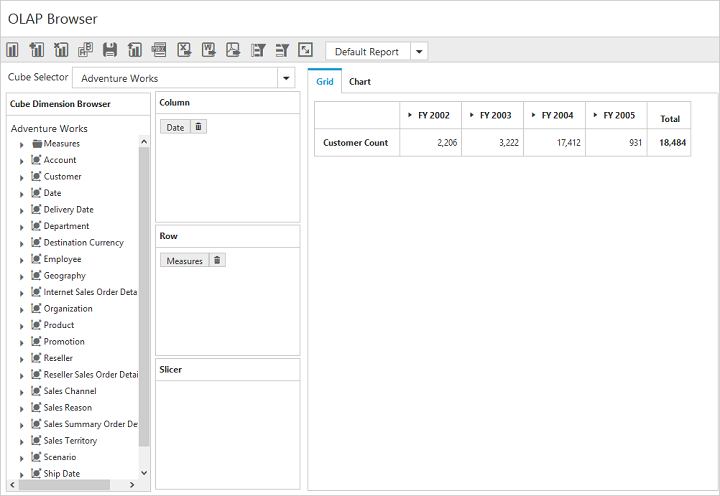 OLAP Browser
Default Report
Cube Selector Adventure Works
Cube Dimension Browser
Adventure Works
Measures
Account
Customer
Date
Delivery Date
Department
Destination Currency
Employee
Geography
Internet Sales Order Deta
Organization
Product
Promotion
Reseller
Reseller Sales Order Detai
Sales Channel
Sales Reason
Sales Summary Order De
Sales Territory
Scenario
Ship Date
Column
Date
Row
Measures
Slicer
Grid Chart
FY 2002 FY 2003 FY 2004 FY 2005 Total
Customer Count 2,206 3,222 17,412 931 18,484